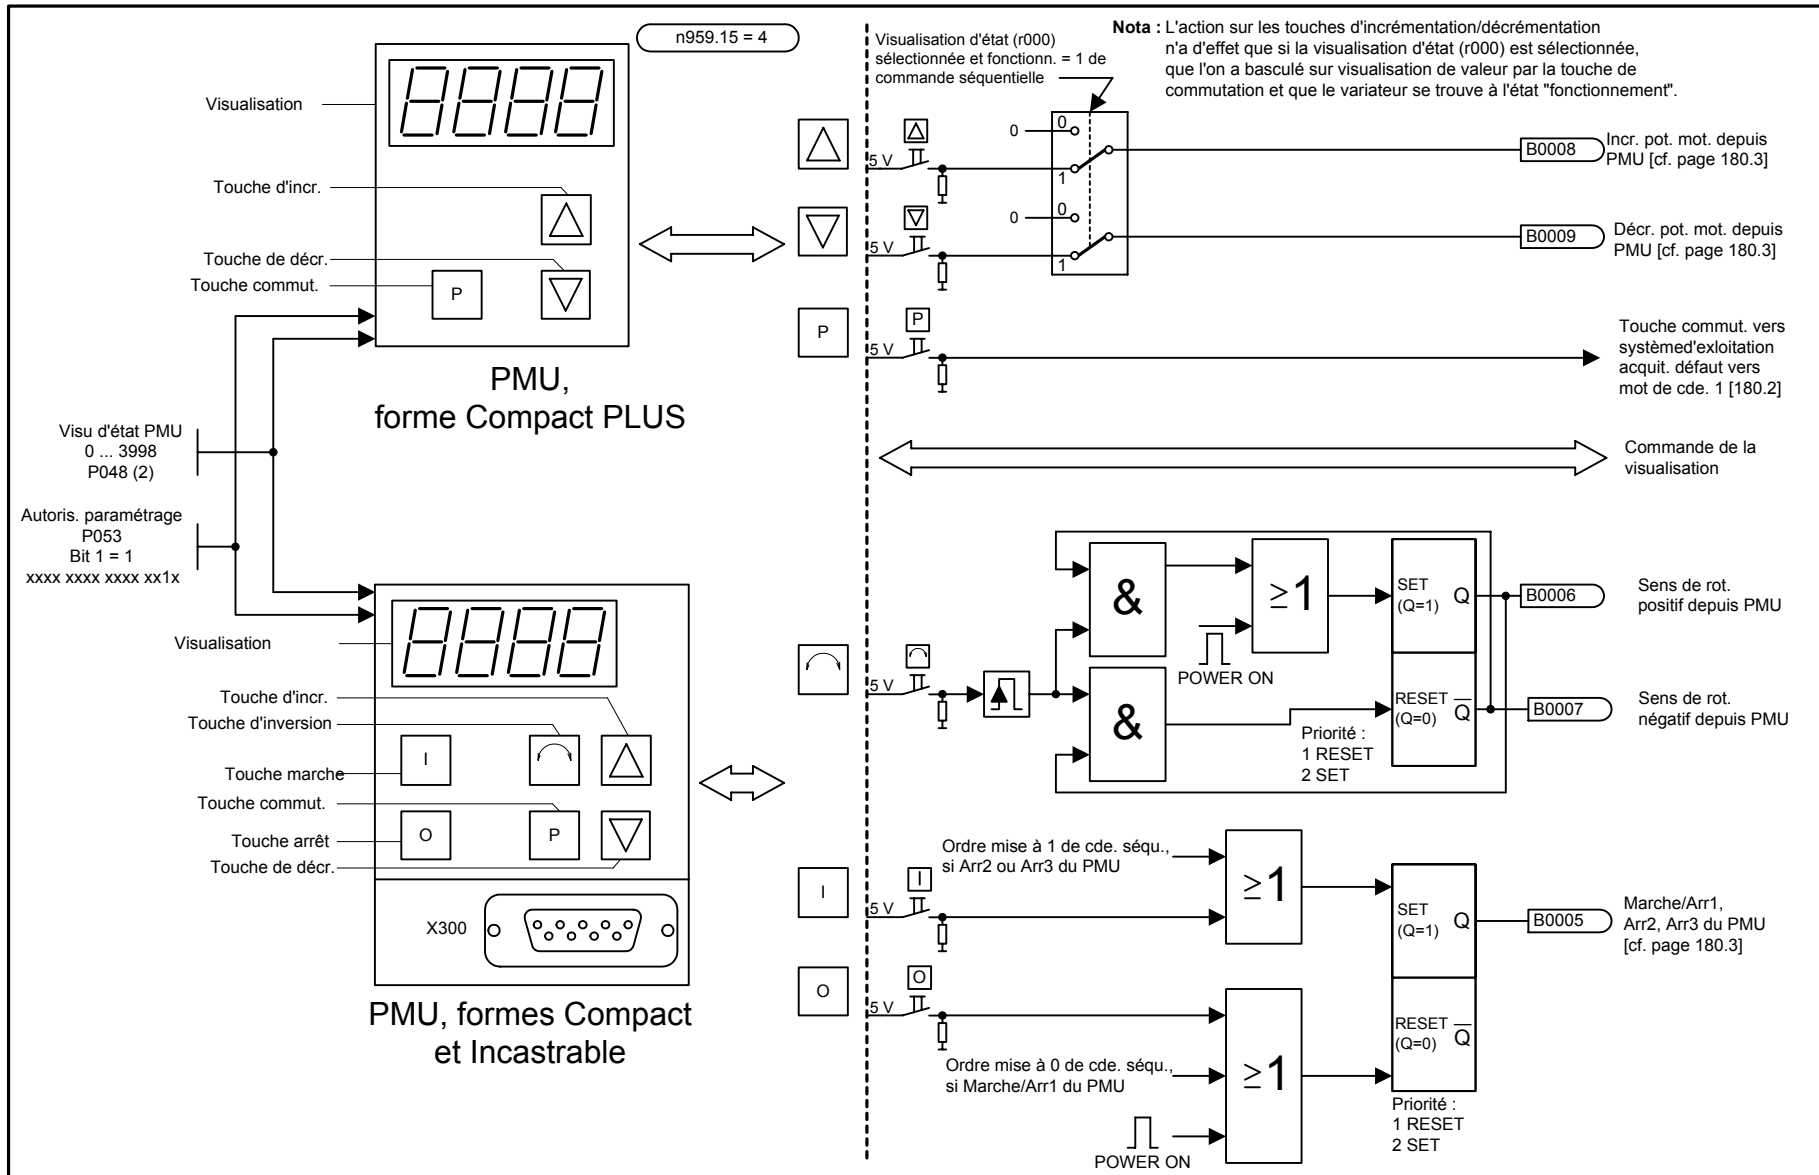 n959.15 = 4
Visualisation
Touche d'incr.
Touche de décr.
Touche commut.
P
PMU,
forme Compact PLUS
Visu d'état PMU
0 ... 3998
P048 (2)
Autoris. paramétrage
P053
Bit 1 = 1
xxxx xxxx xxxx xx1x
Visualisation
Touche d'incr.
Touche d'inversion
Touche marche
Touche commut.
Touche arrêt
Touche de décr.
I
O
P
X300
PMU, formes Compact
et Incastrable
Visualisation d'état (r000)
sélectionnée et fonctionn. = 1 de
commande séquentielle
Nota : L'action sur les touches d'incrémentation/décrémentation
n'a d'effet que si la visualisation d'état (r000) est sélectionnée,
que l'on a basculé sur visualisation de valeur par la touche de
commutation et que le variateur se trouve à l'état "fonctionnement".
5 V
0
0
1
B0008
Incr. pot. mot. depuis
PMU [cf. page 180.3]
5 V
0
0
1
B0009
Décr. pot. mot. depuis
PMU [cf. page 180.3]
P
P
5 V
Touche commut. vers
systèmed'exloitation
acquit. défaut vers
mot de cde. 1 [180.2]
Commande de la
visualisation
5 V
&
&
≥1
POWER ON
SET
(Q=1)
Q
RESET
(Q=0)
Q̅
Priorité :
1 RESET
2 SET
B0006
Sens de rot.
positif depuis PMU
B0007
Sens de rot.
négatif depuis PMU
Ordre mise à 1 de cde. séqu.,
si Arr2 ou Arr3 du PMU
I
I
5 V
≥1
SET
(Q=1)
Q
B0005
Marche/Arr1,
Arr2, Arr3 du PMU
[cf. page 180.3]
O
O
5 V
Ordre mise à 0 de cde. séqu.,
si Marche/Arr1 du PMU
≥1
POWER ON
RESET
(Q=0)
Q̅
Priorité :
1 RESET
2 SET